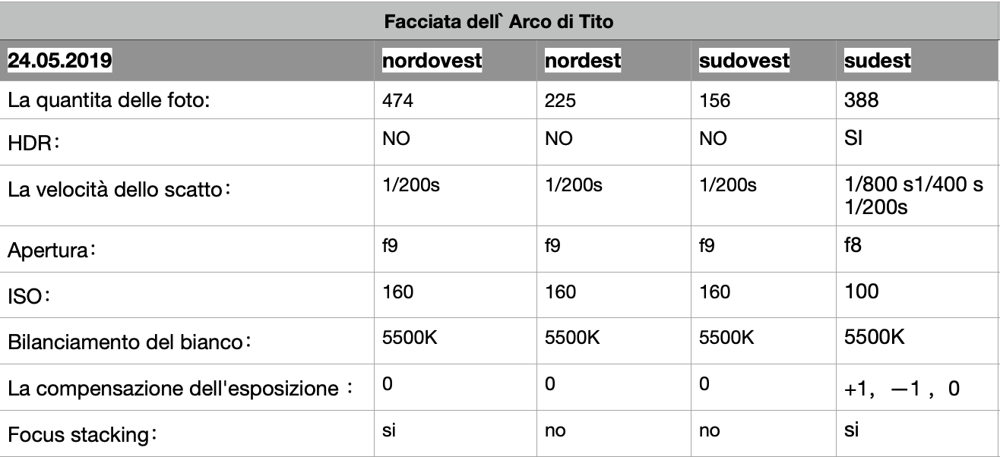 Facciata dell` Arco di Tito
24.05.2019 nordovest nordest sudovest sudest
La quantita delle foto: 474 225 156 388
HDR： NO NO NO SI
La velocità dello scatto： 1/200s 1/200s 1/200s 1/800 s1/400 s
1/200s
Apertura： f9 f9 f9 f8
ISO： 160 160 160 100
Bilanciamento del bianco： 5500K 5500K 5500K 5500K
La compensazione dell'esposizione ： 0 0 0 +1， －1， 0
Focus stacking： si no no si